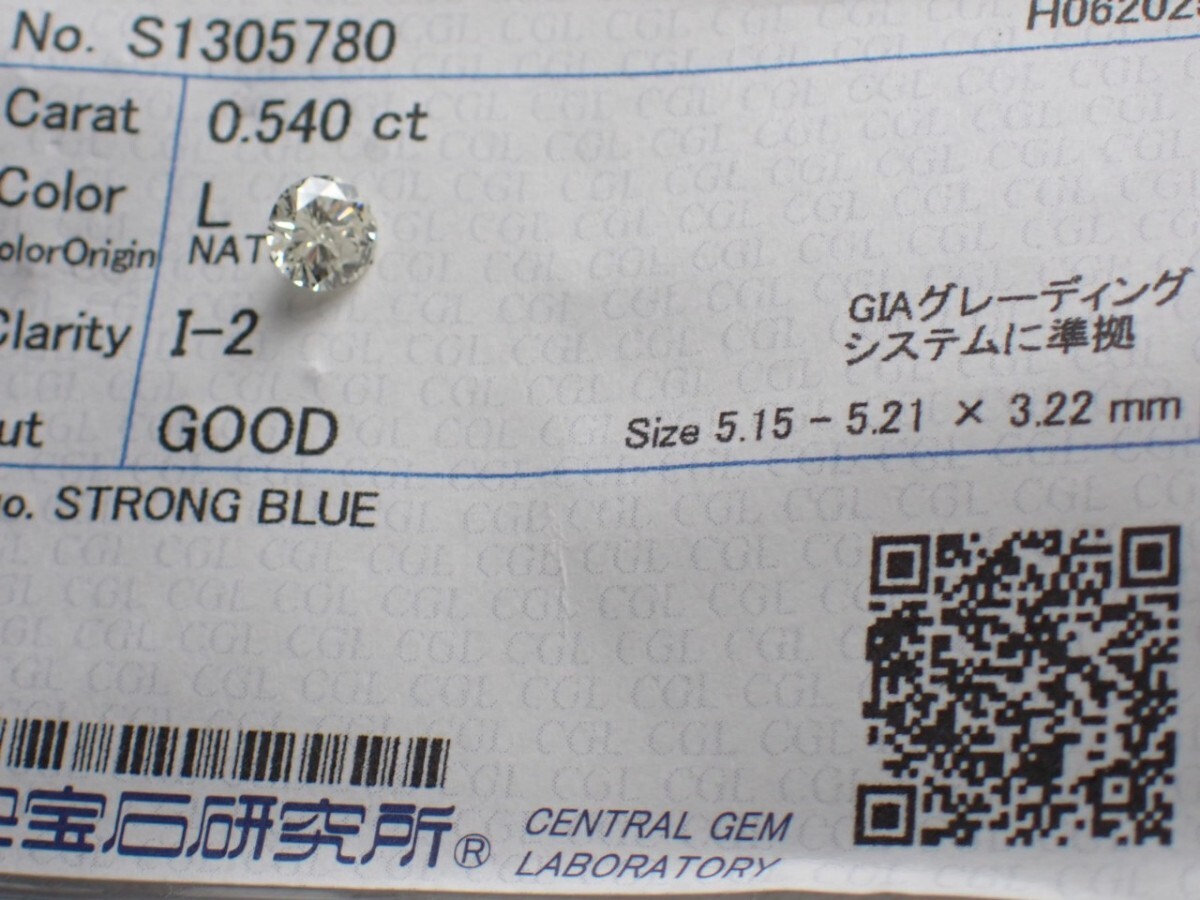 No. S1305780
H062023
Carat 0.540 ct
Color L
olorOrigin NAT
Clarity I-2
GIAグレーディング
システムに準拠
ut GOOD
Size 5.15 - 5.21 × 3.22 mm
o. STRONG BLUE
宝石研究所®
CENTRAL GEM
LABORATORY